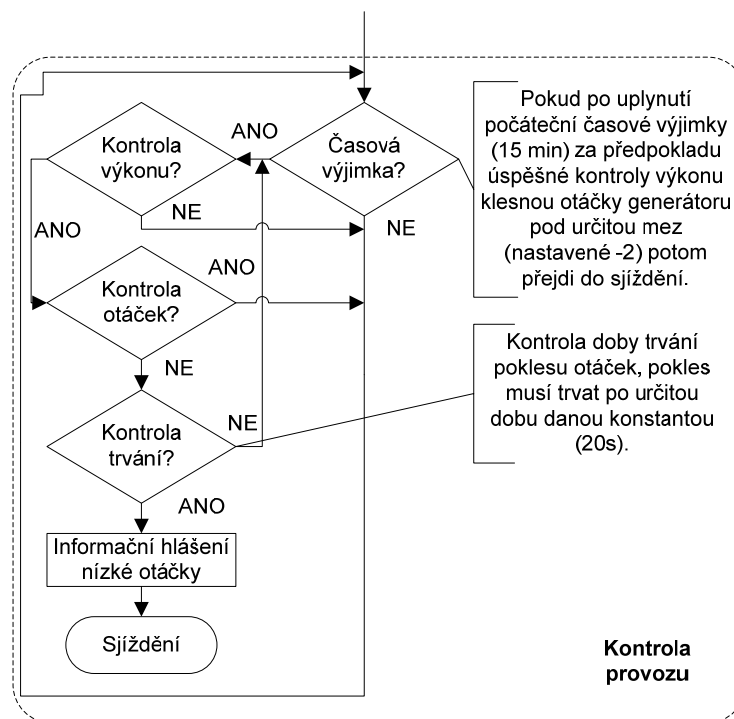 Kontrola
výkonu?
ANO
Časová
výjimka?
NE
NE
ANO
ANO
Kontrola
otáček?
NE
Kontrola
trvání?
NE
ANO
Informační hlášení
nízké otáčky
Sjíždění
Pokud po uplynutí
počáteční časové výjimky
(15 min) za předpokladu
úspěšné kontroly výkonu
klesnou otáčky generátoru
pod určitou mez
(nastavené -2) potom
přejdi do sjíždění.
Kontrola doby trvání
poklesu otáček, pokles
musí trvat po určitou
dobu danou konstantou
(20s).
Kontrola
provozu